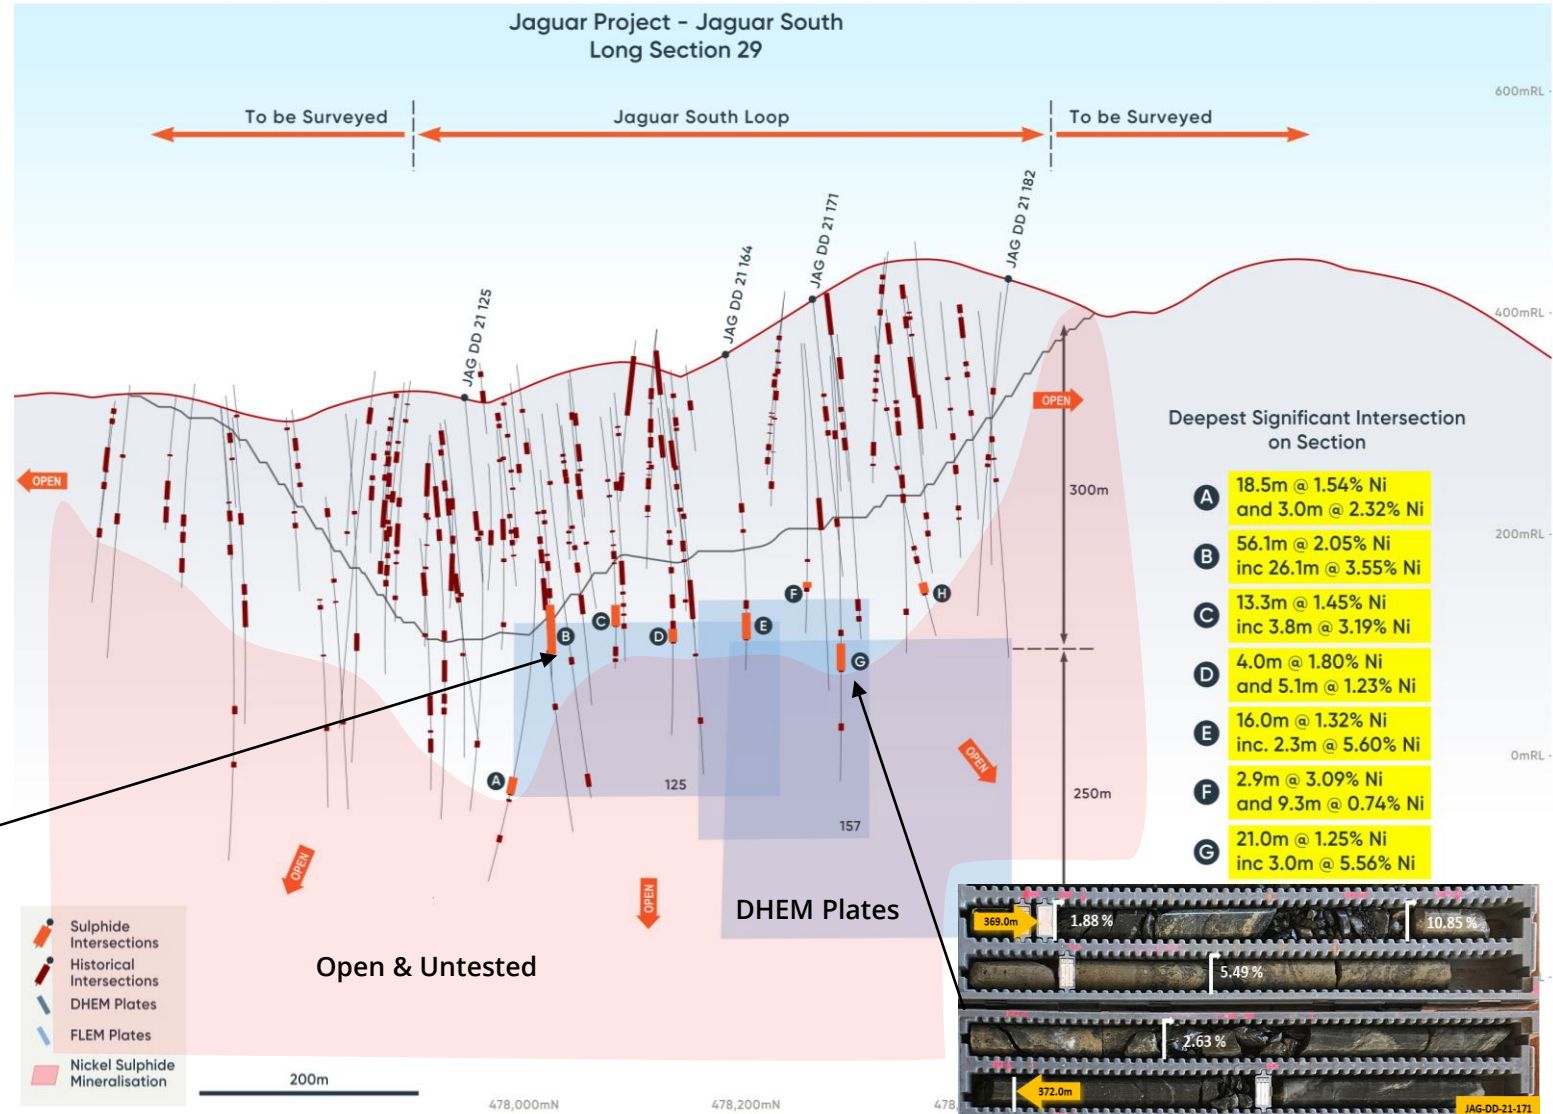 Jaguar Project - Jaguar South
Long Section 29
600mRL
To be Surveyed
Jaguar South Loop
To be Surveyed
JAG DD 21 125
JAG DD 21 164
JAG DD 21 171
JAG DD 21 182
400mRL
200mRL
0mRL
OPEN
OPEN
OPEN
OPEN
OPEN
300m
250m
A
B
C
D
E
F
G
H
125
157
DHEM Plates
Open & Untested
Deepest Significant Intersection
on Section
A
18.5m @ 1.54% Ni
and 3.0m @ 2.32% Ni
B
56.1m @ 2.05% Ni
inc 26.1m @ 3.55% Ni
C
13.3m @ 1.45% Ni
inc 3.8m @ 3.19% Ni
D
4.0m @ 1.80% Ni
and 5.1m @ 1.23% Ni
E
16.0m @ 1.32% Ni
inc. 2.3m @ 5.60% Ni
F
2.9m @ 3.09% Ni
and 9.3m @ 0.74% Ni
G
21.0m @ 1.25% Ni
inc 3.0m @ 5.56% Ni
369.0m
1.88 %
10.85 %
5.49 %
2.63 %
372.0m
JAG-DD-21-171
Sulphide
Intersections
Historical
Intersections
DHEM Plates
FLEM Plates
Nickel Sulphide
Mineralisation
200m
478,000mN
478,200mN
478,